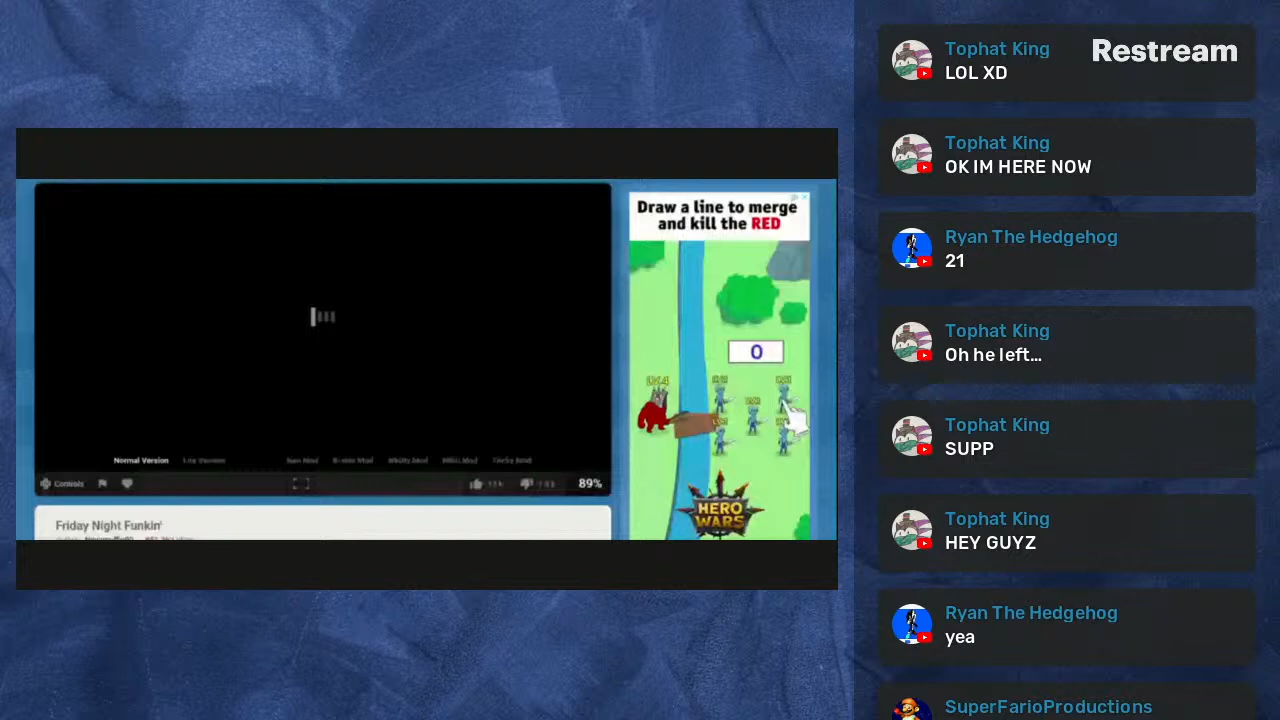 Draw a line to merge
and kill the RED
0
LVL4
HERO
WARS
Normal Version
Controls
89%
Friday Night Funkin'
Restream
Tophat King
LOL XD
Tophat King
OK IM HERE NOW
Ryan The Hedgehog
21
Tophat King
Oh he left...
Tophat King
SUPP
Tophat King
HEY GUYZ
Ryan The Hedgehog
yea
SuperFarioProductions